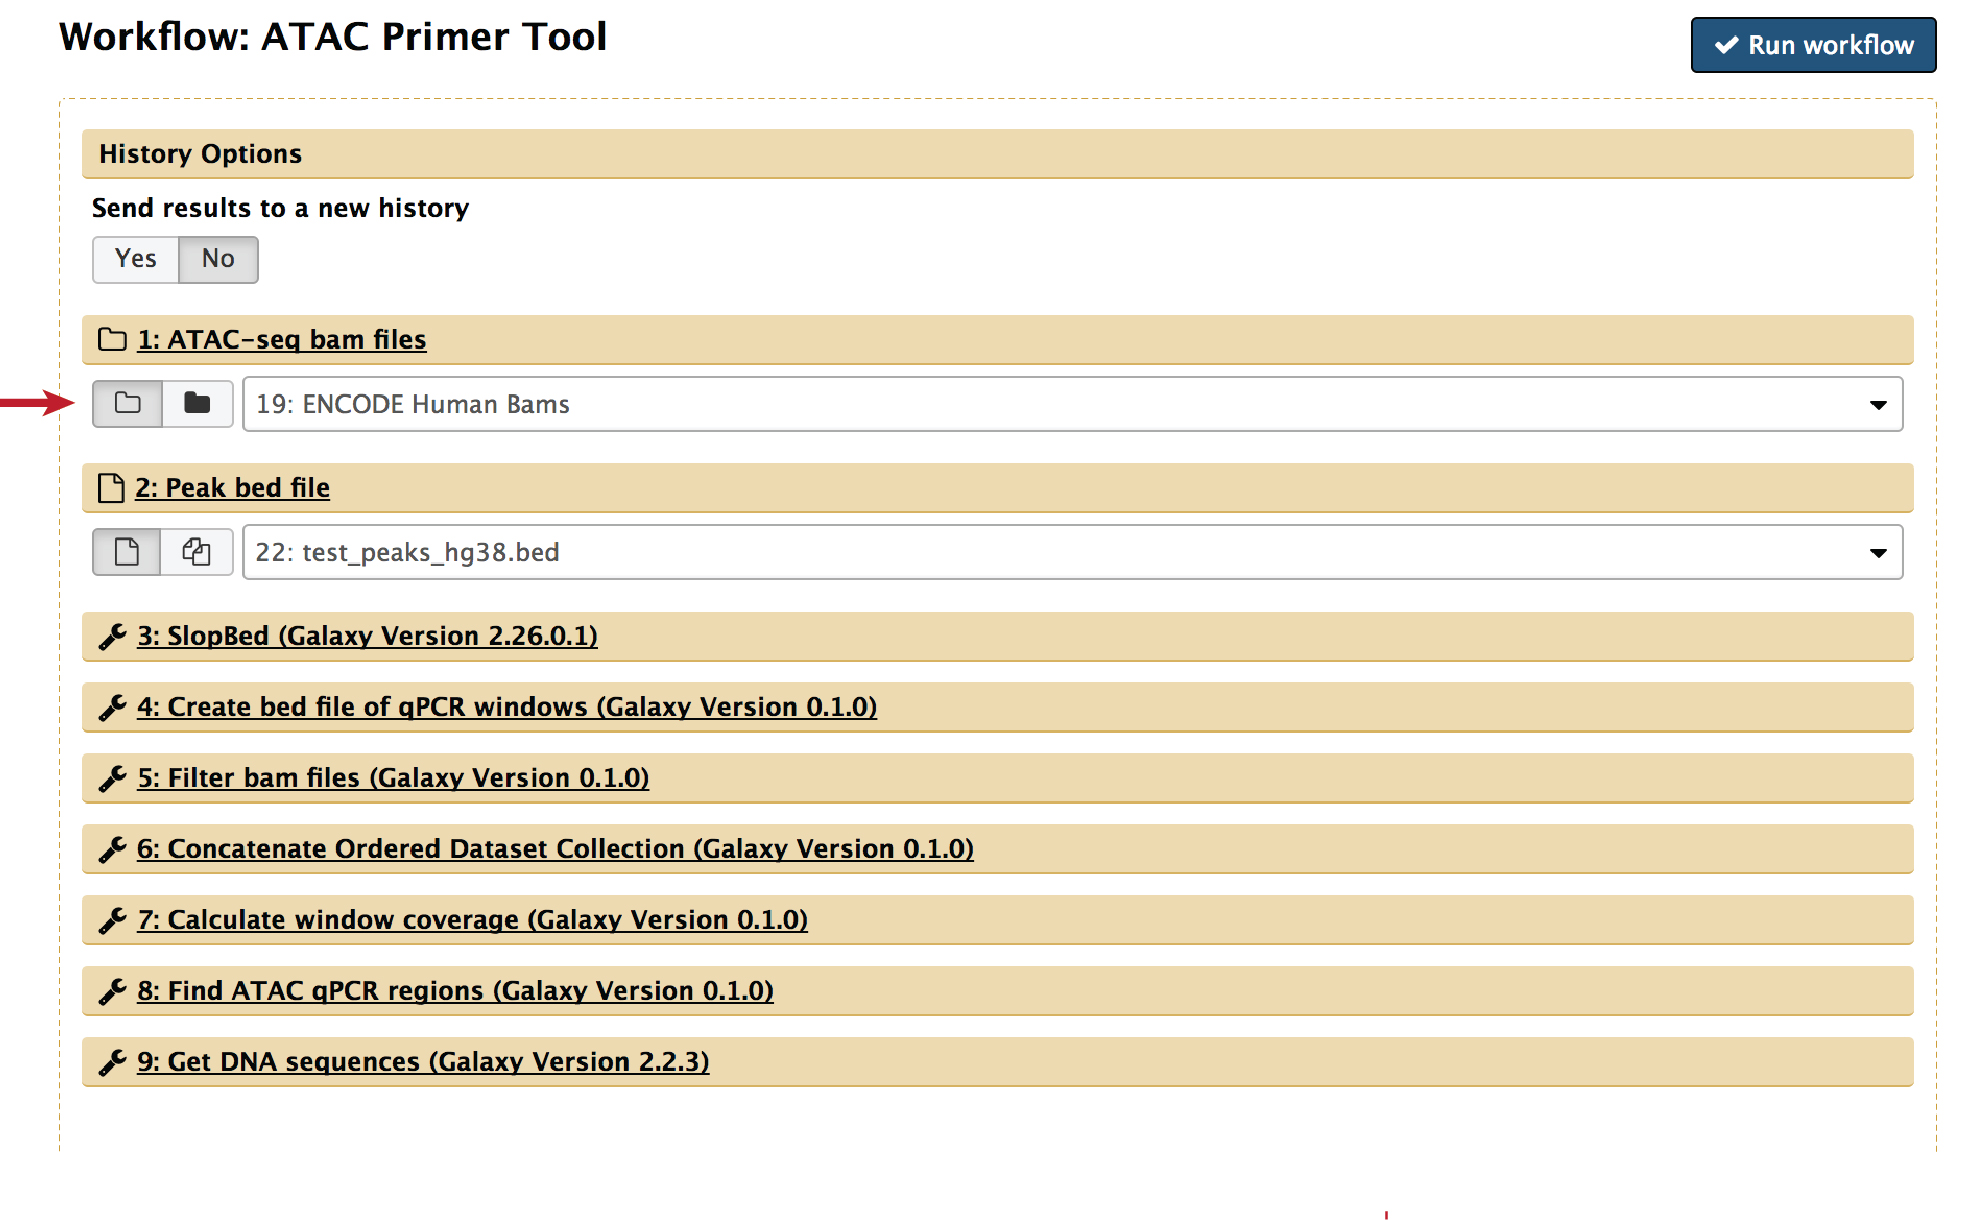 Workflow: ATAC Primer Tool
Run workflow
History Options
Send results to a new history
Yes No
1: ATAC-seq bam files
19: ENCODE Human Bams
2: Peak bed file
22: test_peaks_hg38.bed
3: SlopBed (Galaxy Version 2.26.0.1)
4: Create bed file of qPCR windows (Galaxy Version 0.1.0)
5: Filter bam files (Galaxy Version 0.1.0)
6: Concatenate Ordered Dataset Collection (Galaxy Version 0.1.0)
7: Calculate window coverage (Galaxy Version 0.1.0)
8: Find ATAC qPCR regions (Galaxy Version 0.1.0)
9: Get DNA sequences (Galaxy Version 2.2.3)